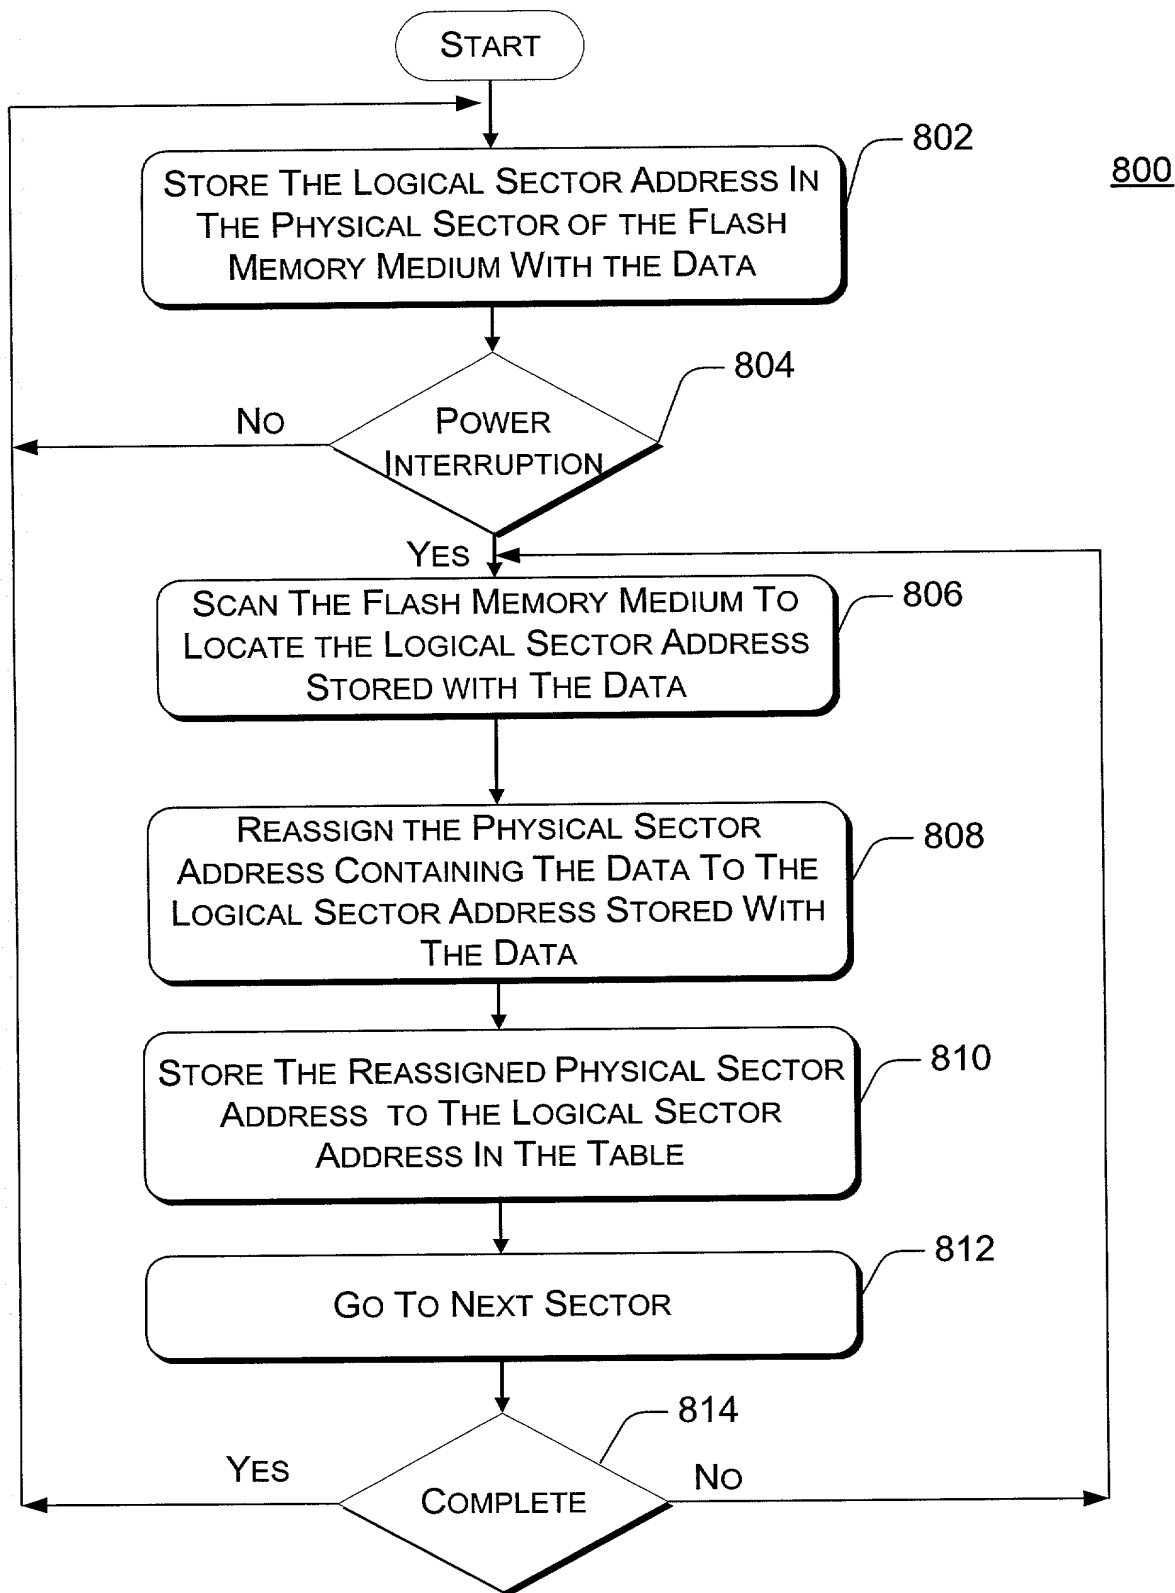 START
802
800
STORE THE LOGICAL SECTOR ADDRESS IN
THE PHYSICAL SECTOR OF THE FLASH
MEMORY MEDIUM WITH THE DATA
804
NO
POWER
INTERRUPTION
YES
806
SCAN THE FLASH MEMORY MEDIUM TO
LOCATE THE LOGICAL SECTOR ADDRESS
STORED WITH THE DATA
808
REASSIGN THE PHYSICAL SECTOR
ADDRESS CONTAINING THE DATA TO THE
LOGICAL SECTOR ADDRESS STORED WITH
THE DATA
810
STORE THE REASSIGNED PHYSICAL SECTOR
ADDRESS TO THE LOGICAL SECTOR
ADDRESS IN THE TABLE
812
GO TO NEXT SECTOR
814
YES
NO
COMPLETE